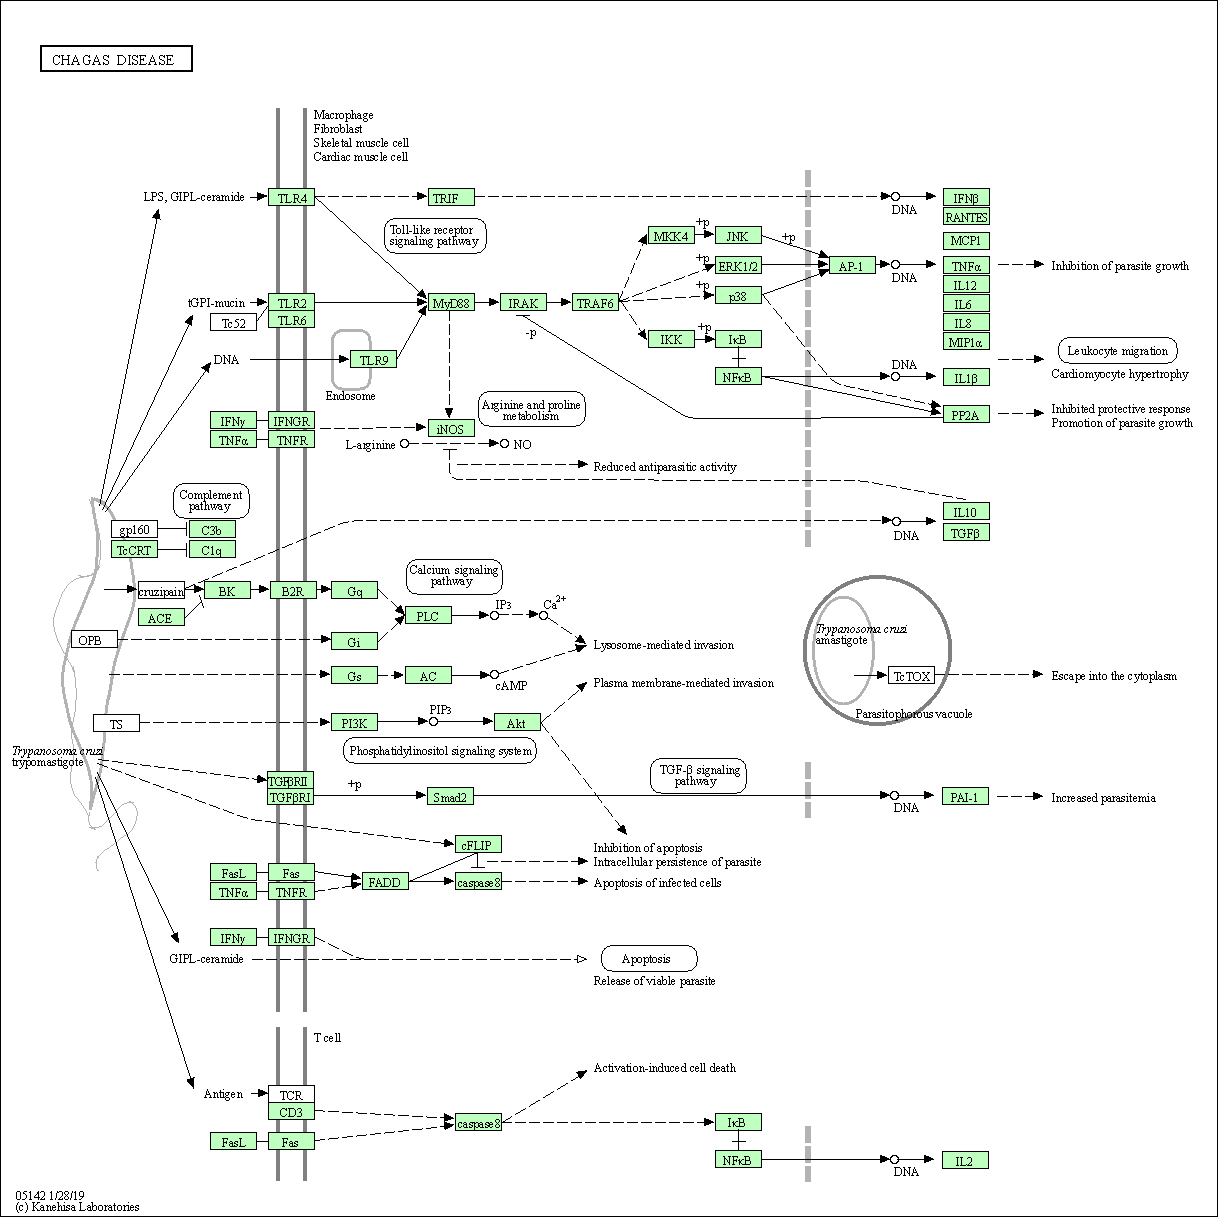 CHAGAS DISEASE
Macrophage
Fibroblast
Skeletal muscle cell
Cardiac muscle cell
LPS, GIPL-ceramide
TLR4
TRIF
DNA
IFNβ
RANTES
Toll-like receptor
signaling pathway
MKK4
+p
JNK
+p
MCP1
+p
ERK1/2
AP-1
DNA
TNFα
Inhibition of parasite growth
IL12
tGPI-mucin
TLR2
MyD88
IRAK
TRAF6
+p
p38
IL6
Tc52
TLR6
IL8
-p
+p
IKK
IκB
MIP1α
DNA
TLR9
DNA
Leukocyte migration
NFκB
IL1β
Cardiomyocyte hypertrophy
Endosome
Arginine and proline
metabolism
PP2A
Inhibited protective response
Promotion of parasite growth
IFNγ
IFNGR
iNOS
TNFα
TNFR
L-arginine
NO
Reduced antiparasitic activity
Complement
pathway
IL10
gp160
C3b
DNA
TGFβ
TcCRT
C1q
Calcium signaling
pathway
cruzipain
BK
B2R
Gq
IP3
Ca2+
ACE
PLC
Trypanosoma cruzi
amastigote
OPB
Gi
Lysosome-mediated invasion
Gs
AC
cAMP
TcTOX
Escape into the cytoplasm
Plasma membrane-mediated invasion
PIP3
Parasitophorous vacuole
TS
PI3K
Akt
Trypanosoma cruzi
trypomastigote
Phosphatidylinositol signaling system
TGF-β signaling
pathway
TGFβRII
+p
TGFβRI
Smad2
DNA
PAI-1
Increased parasitemia
cFLIP
Inhibition of apoptosis
Intracellular persistence of parasite
FasL
Fas
FADD
caspase8
Apoptosis of infected cells
TNFα
TNFR
IFNγ
IFNGR
GIPL-ceramide
Apoptosis
Release of viable parasite
T cell
Activation-induced cell death
Antigen
TCR
CD3
caspase8
IκB
FasL
Fas
NFκB
DNA
IL2
05142 1/28/19
(c) Kanehisa Laboratories